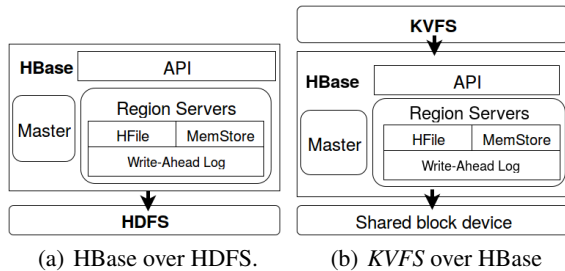 HBase
API
Master
Region Servers
HFile
MemStore
Write-Ahead Log
HDFS
(a) HBase over HDFS.
KVFS
HBase
API
Master
Region Servers
HFile
MemStore
Write-Ahead Log
Shared block device
(b) KVFS over HBase